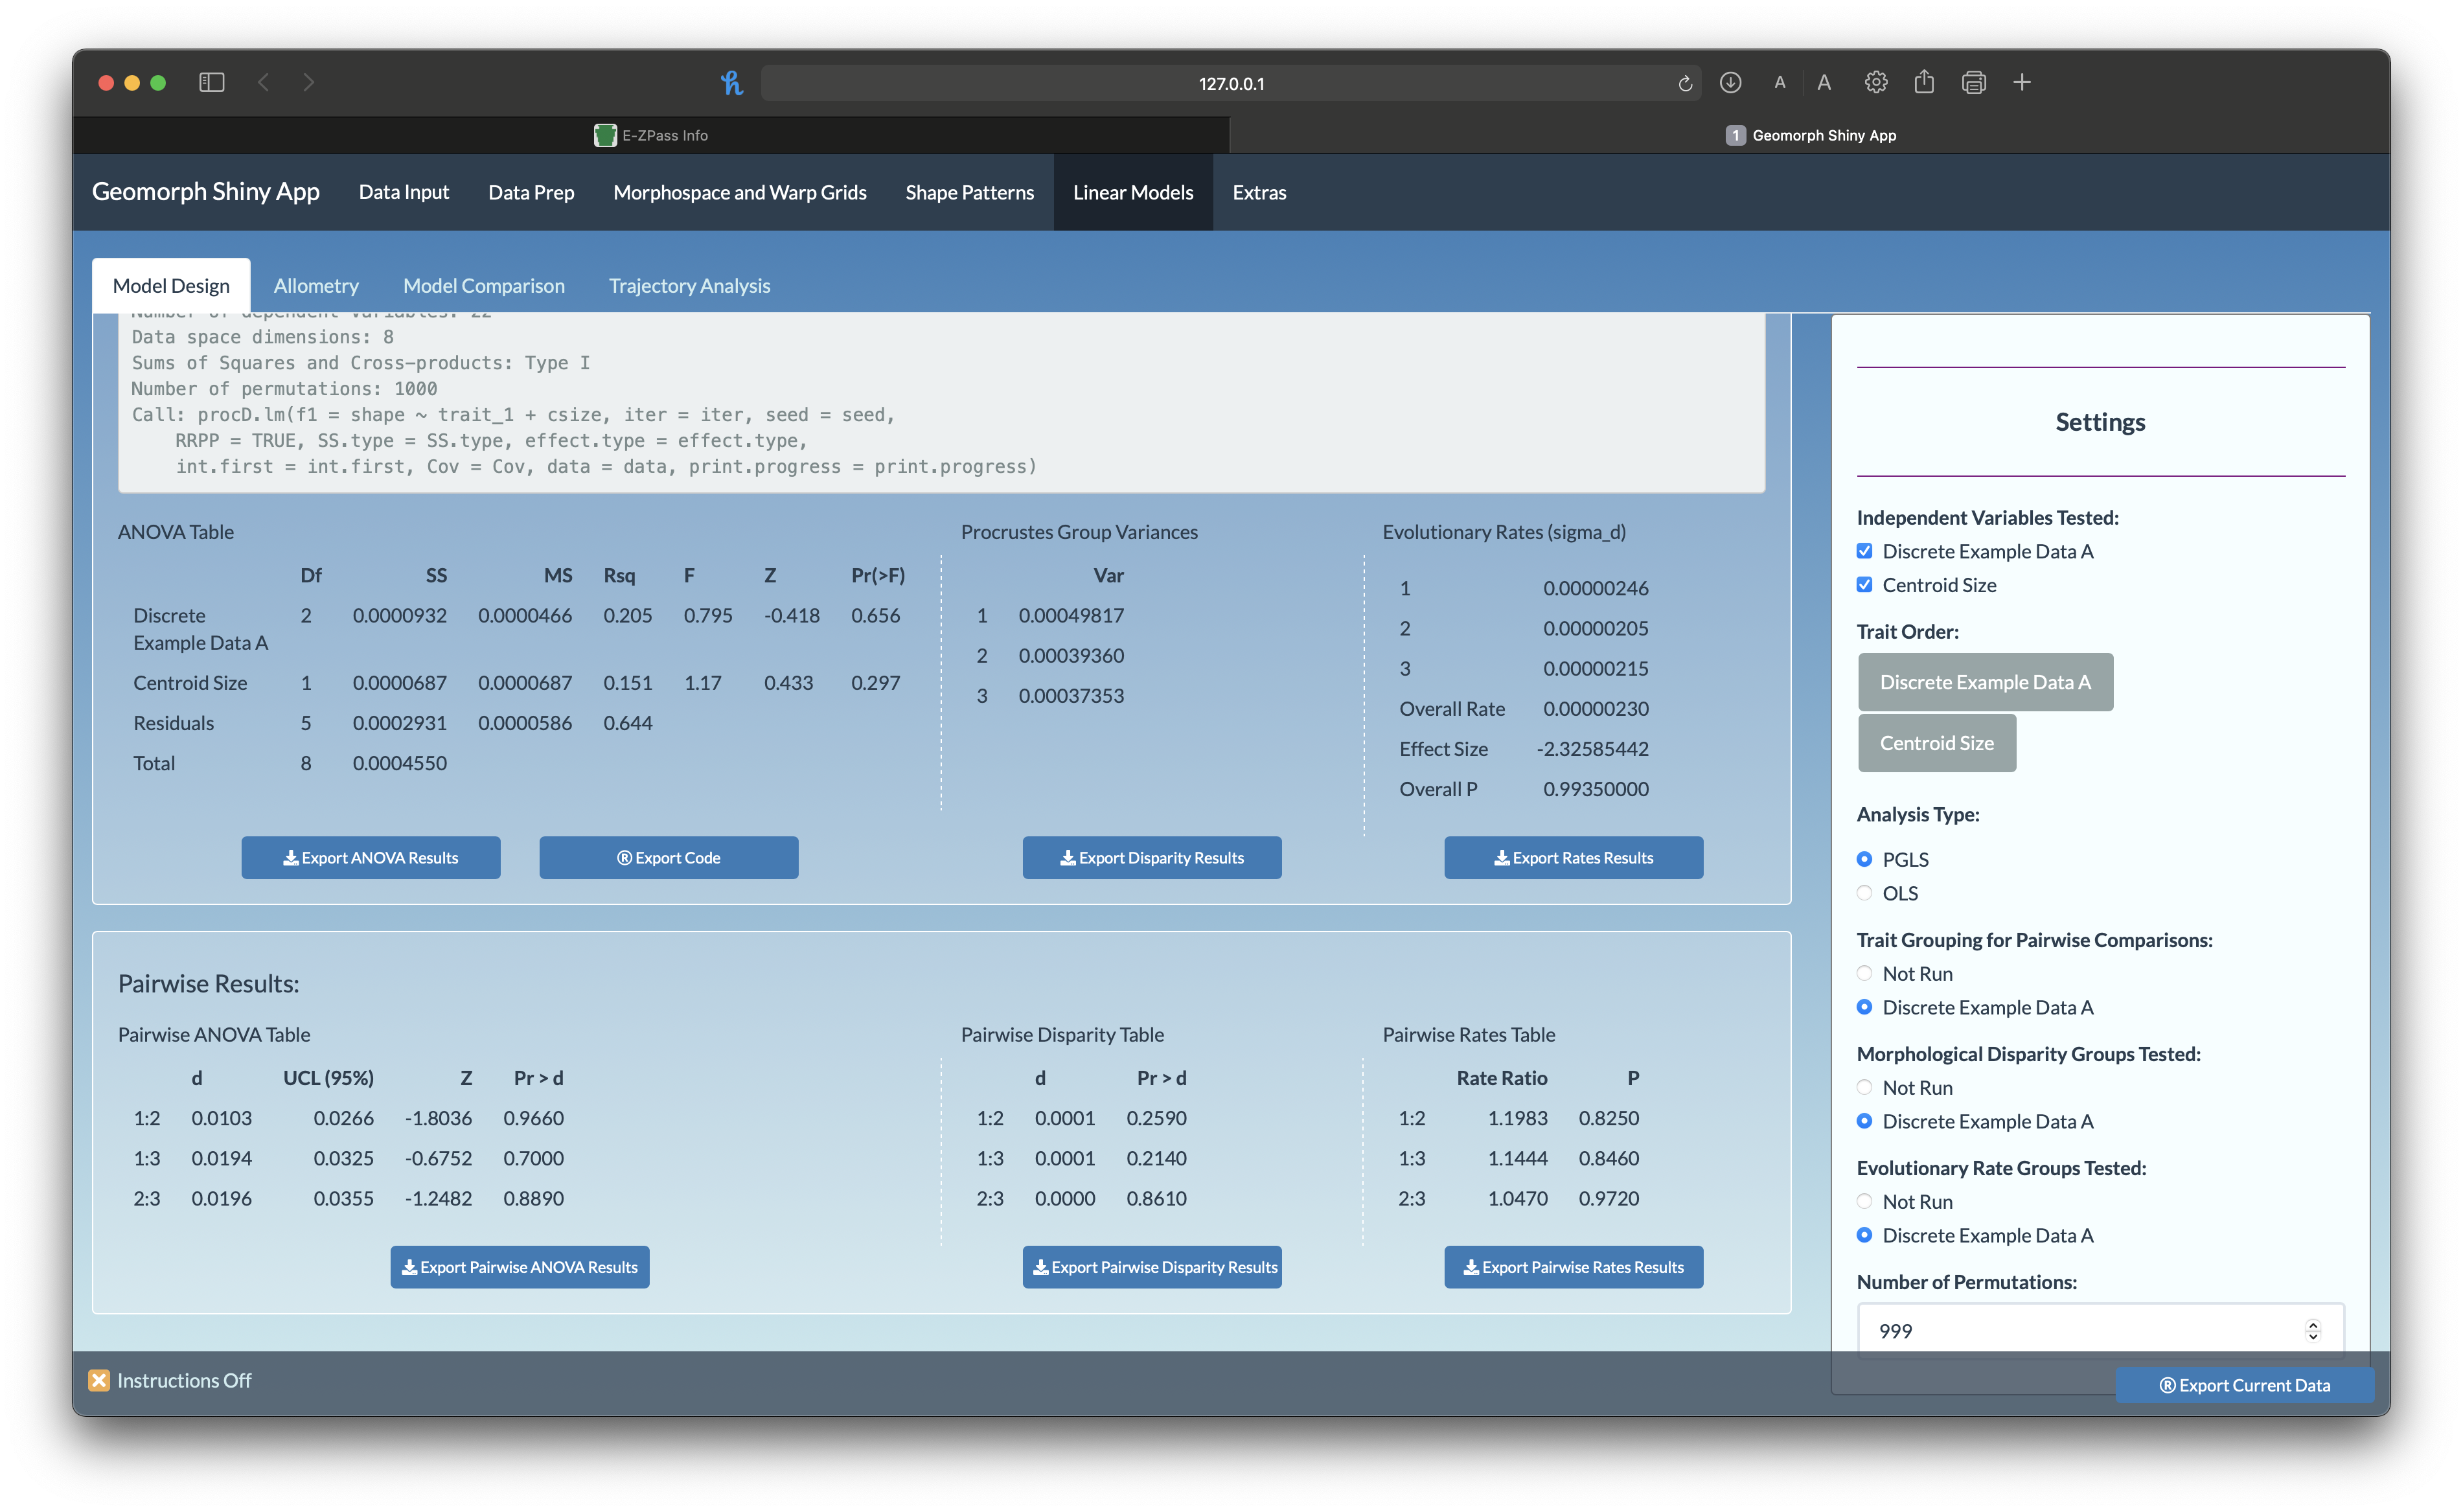 127.0.0.1
A A
E-ZPass Info
1 Geomorph Shiny App
Geomorph Shiny App Data Input Data Prep Morphospace and Warp Grids Shape Patterns Linear Models Extras
Model Design Allometry Model Comparison Trajectory Analysis
Number of dependent variables: 22
Data space dimensions: 8
Sums of Squares and Cross-products: Type I
Number of permutations: 1000
Call: procD.lm(f1 = shape ~ trait_1 + csize, iter = iter, seed = seed,
RRPP = TRUE, SS.type = SS.type, effect.type = effect.type,
int.first = int.first, Cov = Cov, data = data, print.progress = print.progress)
ANOVA Table
Df SS MS Rsq F Z Pr(>F)
Discrete Example Data A 2 0.0000932 0.0000466 0.205 0.795 -0.418 0.656
Centroid Size 1 0.0000687 0.0000687 0.151 1.17 0.433 0.297
Residuals 5 0.0002931 0.0000586 0.644
Total 8 0.0004550
Export ANOVA Results
® Export Code
Procrustes Group Variances
Var
1 0.00049817
2 0.00039360
3 0.00037353
Export Disparity Results
Evolutionary Rates (sigma_d)
1 0.00000246
2 0.00000205
3 0.00000215
Overall Rate 0.00000230
Effect Size -2.32585442
Overall P 0.99350000
Export Rates Results
Pairwise Results:
Pairwise ANOVA Table
d UCL (95%) Z Pr > d
1:2 0.0103 0.0266 -1.8036 0.9660
1:3 0.0194 0.0325 -0.6752 0.7000
2:3 0.0196 0.0355 -1.2482 0.8890
Export Pairwise ANOVA Results
Pairwise Disparity Table
d Pr > d
1:2 0.0001 0.2590
1:3 0.0001 0.2140
2:3 0.0000 0.8610
Export Pairwise Disparity Results
Pairwise Rates Table
Rate Ratio P
1:2 1.1983 0.8250
1:3 1.1444 0.8460
2:3 1.0470 0.9720
Export Pairwise Rates Results
Settings
Independent Variables Tested:
Discrete Example Data A
Centroid Size
Trait Order:
Discrete Example Data A
Centroid Size
Analysis Type:
PGLS
OLS
Trait Grouping for Pairwise Comparisons:
Not Run
Discrete Example Data A
Morphological Disparity Groups Tested:
Not Run
Discrete Example Data A
Evolutionary Rate Groups Tested:
Not Run
Discrete Example Data A
Number of Permutations:
999
Instructions Off
® Export Current Data